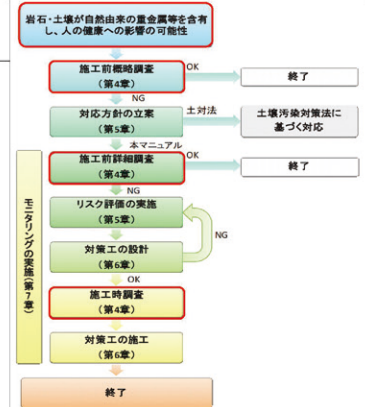 岩石・土壌が自然由来の重金属等を含有
し、人の健康への影響の可能性
施工前概略調査
(第4章)
OK
終了
NG
対応方針の立案
(第5章)
土対法
土壌汚染対策法に
基づく対応
本マニュアル
施工前詳細調査
(第4章)
OK
終了
NG
リスク評価の実施
(第5章)
NG
対策工の設計
(第6章)
OK
施工時調査
(第4章)
対策工の施工
(第6章)
モニタリングの実施(第7章)
終了